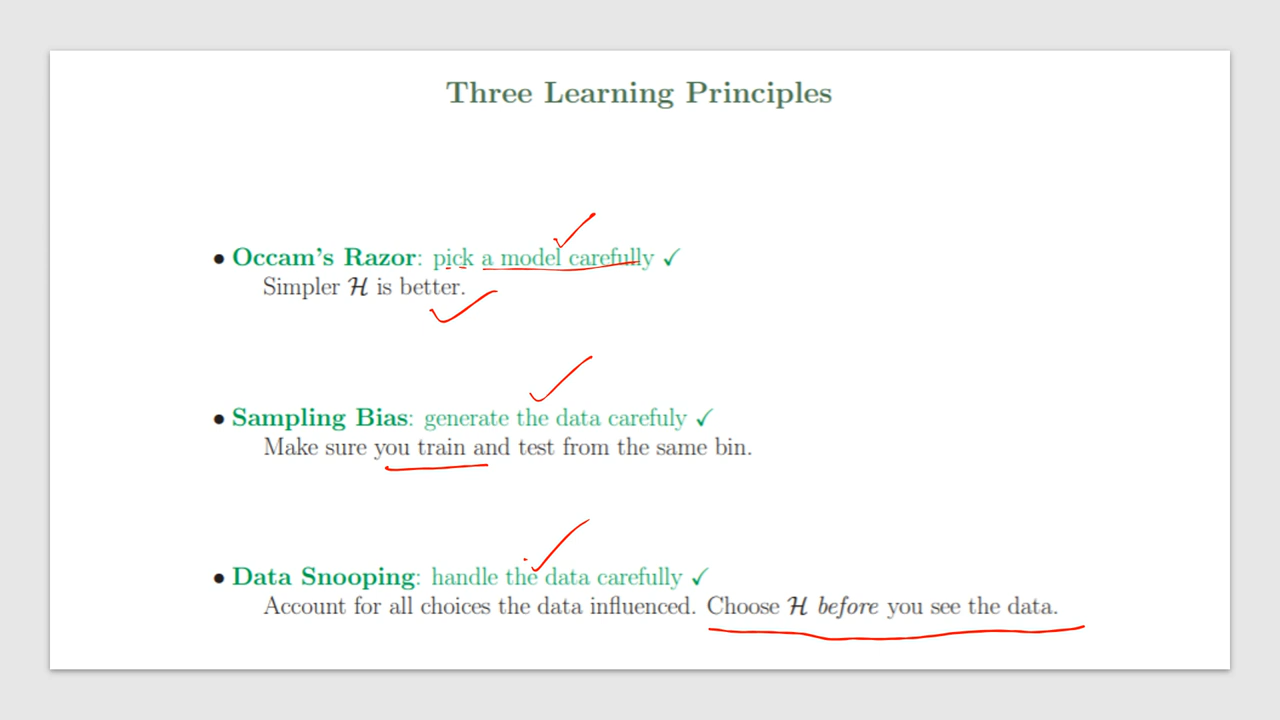 Three Learning Principles
• Occam's Razor: pick a model carefully ✓
Simpler ℋ is better.
• Sampling Bias: generate the data carefuly ✓
Make sure you train and test from the same bin.
• Data Snooping: handle the data carefully ✓
Account for all choices the data influenced. Choose ℋ before you see the data.